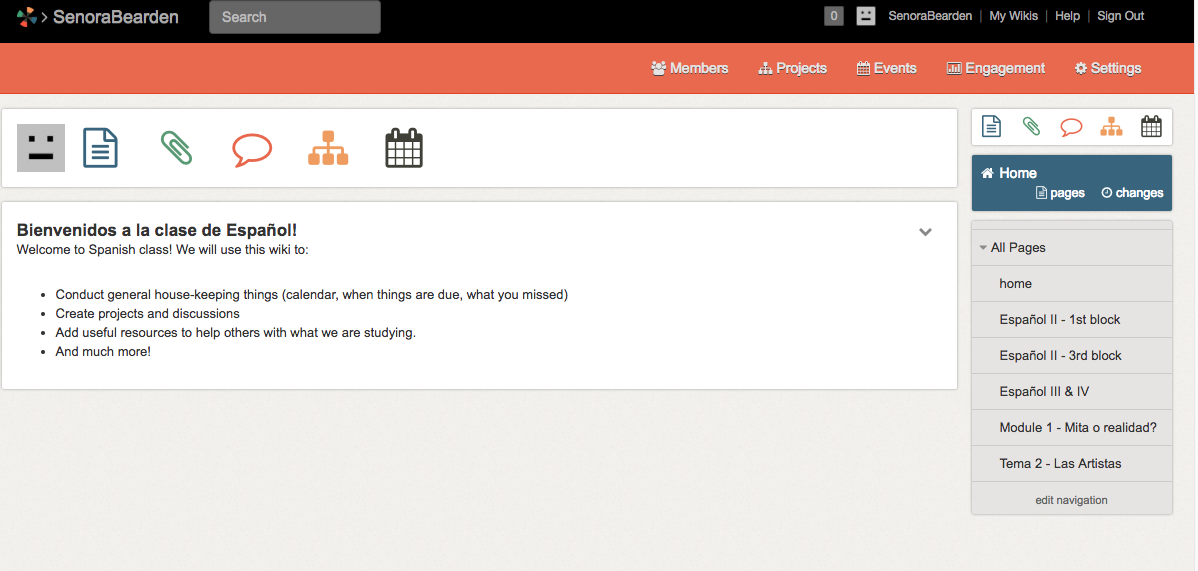 SenoraBearden
Search
0
SenoraBearden | My Wikis | Help | Sign Out
Members
Projects
Events
Engagement
Settings
Bienvenidos a la clase de Español!
Welcome to Spanish class! We will use this wiki to:
• Conduct general house-keeping things (calendar, when things are due, what you missed)
• Create projects and discussions
• Add useful resources to help others with what we are studying.
• And much more!
Home
pages
changes
All Pages
home
Español II - 1st block
Español II - 3rd block
Español III & IV
Module 1 - Mita o realidad?
Tema 2 - Las Artistas
edit navigation